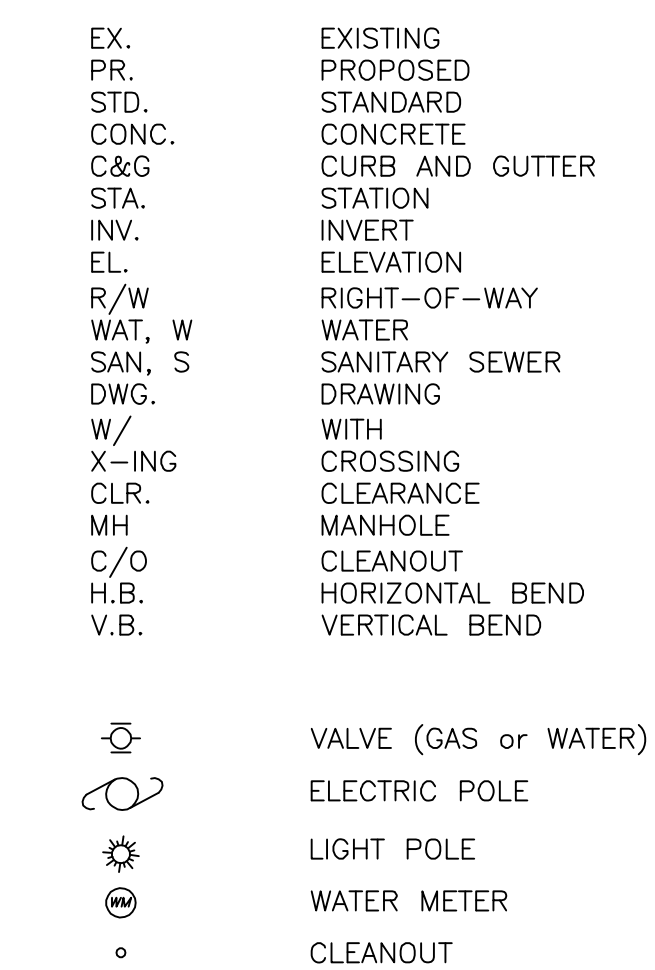 EX. EXISTING
PR. PROPOSED
STD. STANDARD
CONC. CONCRETE
C&G CURB AND GUTTER
STA. STATION
INV. INVERT
EL. ELEVATION
R/W RIGHT-OF-WAY
WAT, W WATER
SAN, S SANITARY SEWER
DWG. DRAWING
W/ WITH
X-ING CROSSING
CLR. CLEARANCE
MH MANHOLE
C/O CLEANOUT
H.B. HORIZONTAL BEND
V.B. VERTICAL BEND
VALVE (GAS or WATER)
ELECTRIC POLE
LIGHT POLE
WM WATER METER
CLEANOUT